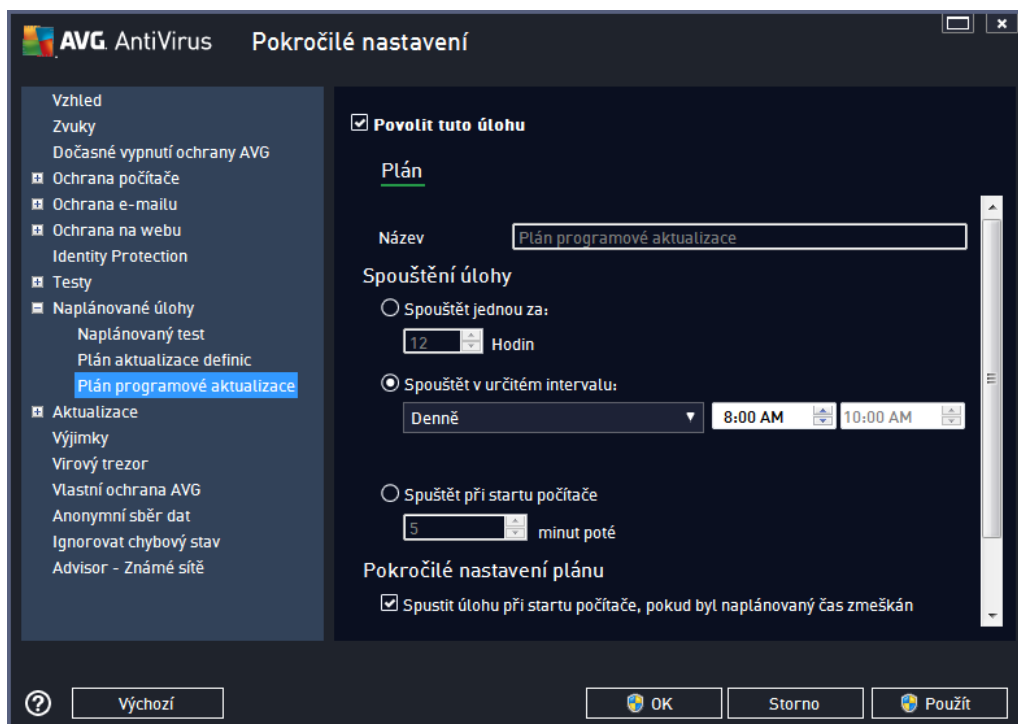 AVG. AntiVirus Pokročilé nastavení
Vzhled
Zvuky
Dočasné vypnutí ochrany AVG
Ochrana počítače
Ochrana e-mailu
Ochrana na webu
Identity Protection
Testy
Naplánované úlohy
Naplánovaný test
Plán aktualizace definic
Plán programové aktualizace
Aktualizace
Výjimky
Virový trezor
Vlastní ochrana AVG
Anonymní sběr dat
Ignorovat chybový stav
Advisor - Známé sítě
Povolit tuto úlohu
Plán
Název Plán programové aktualizace
Spouštění úlohy
Spouštět jednou za:
12 Hodin
Spouštět v určitém intervalu:
Denně 8:00 AM 10:00 AM
Spuštět při startu počítače
5 minut poté
Pokročilé nastavení plánu
Spustit úlohu při startu počítače, pokud byl naplánovaný čas zmeškán
? Výchozí OK Storno Použít